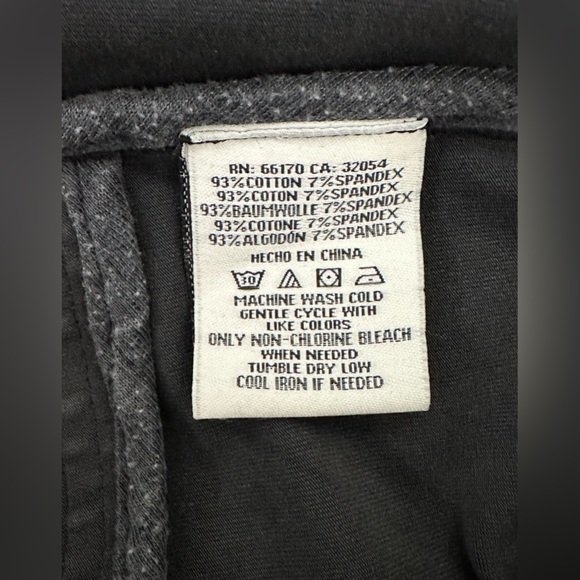 RN: 66170 CA: 32054
93%COTTON 7%SPANDEX
93%COTON 7%SPANDEX
93%BAUMWOLLE 7%SPANDEX
93%COTONE 7%SPANDEX
93%ALGODÓN 7%SPANDEX
HECHO EN CHINA
30
MACHINE WASH COLD
GENTLE CYCLE WITH
LIKE COLORS
ONLY NON-CHLORINE BLEACH
WHEN NEEDED
TUMBLE DRY LOW
COOL IRON IF NEEDED